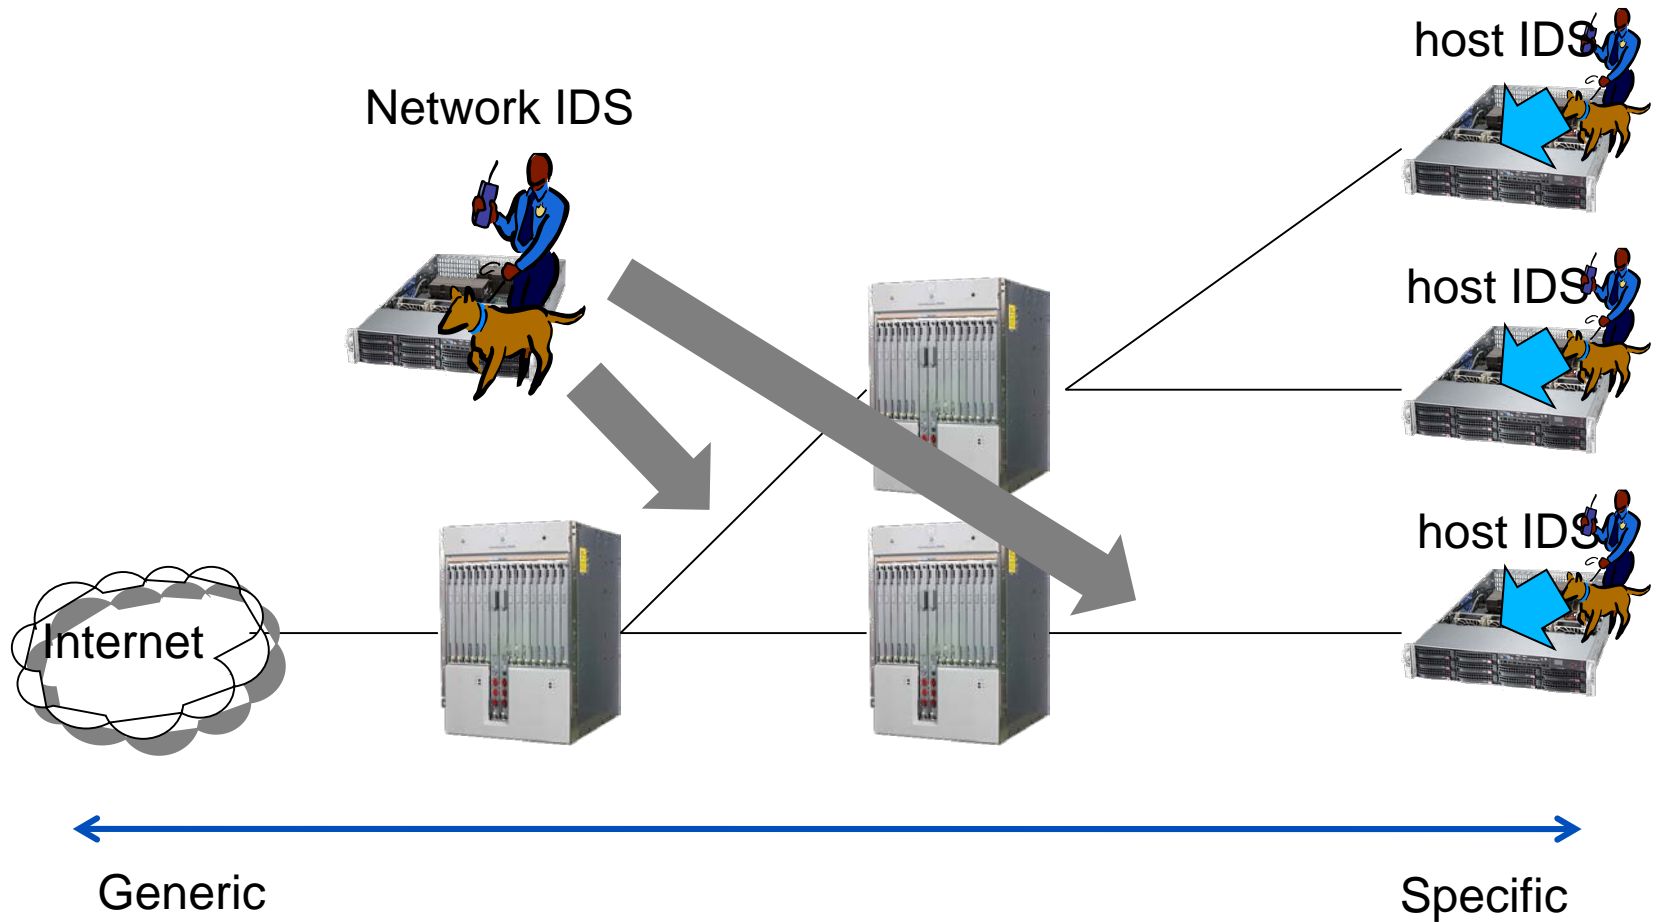 host IDS
Network IDS
host IDS
host IDS
Internet
Generic
Specific